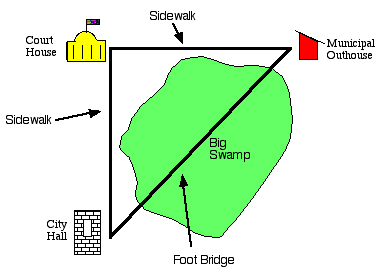 Sidewalk
Court
House
Municipal
Outhouse
Sidewalk
Big
Swamp
City
Hall
Foot Bridge